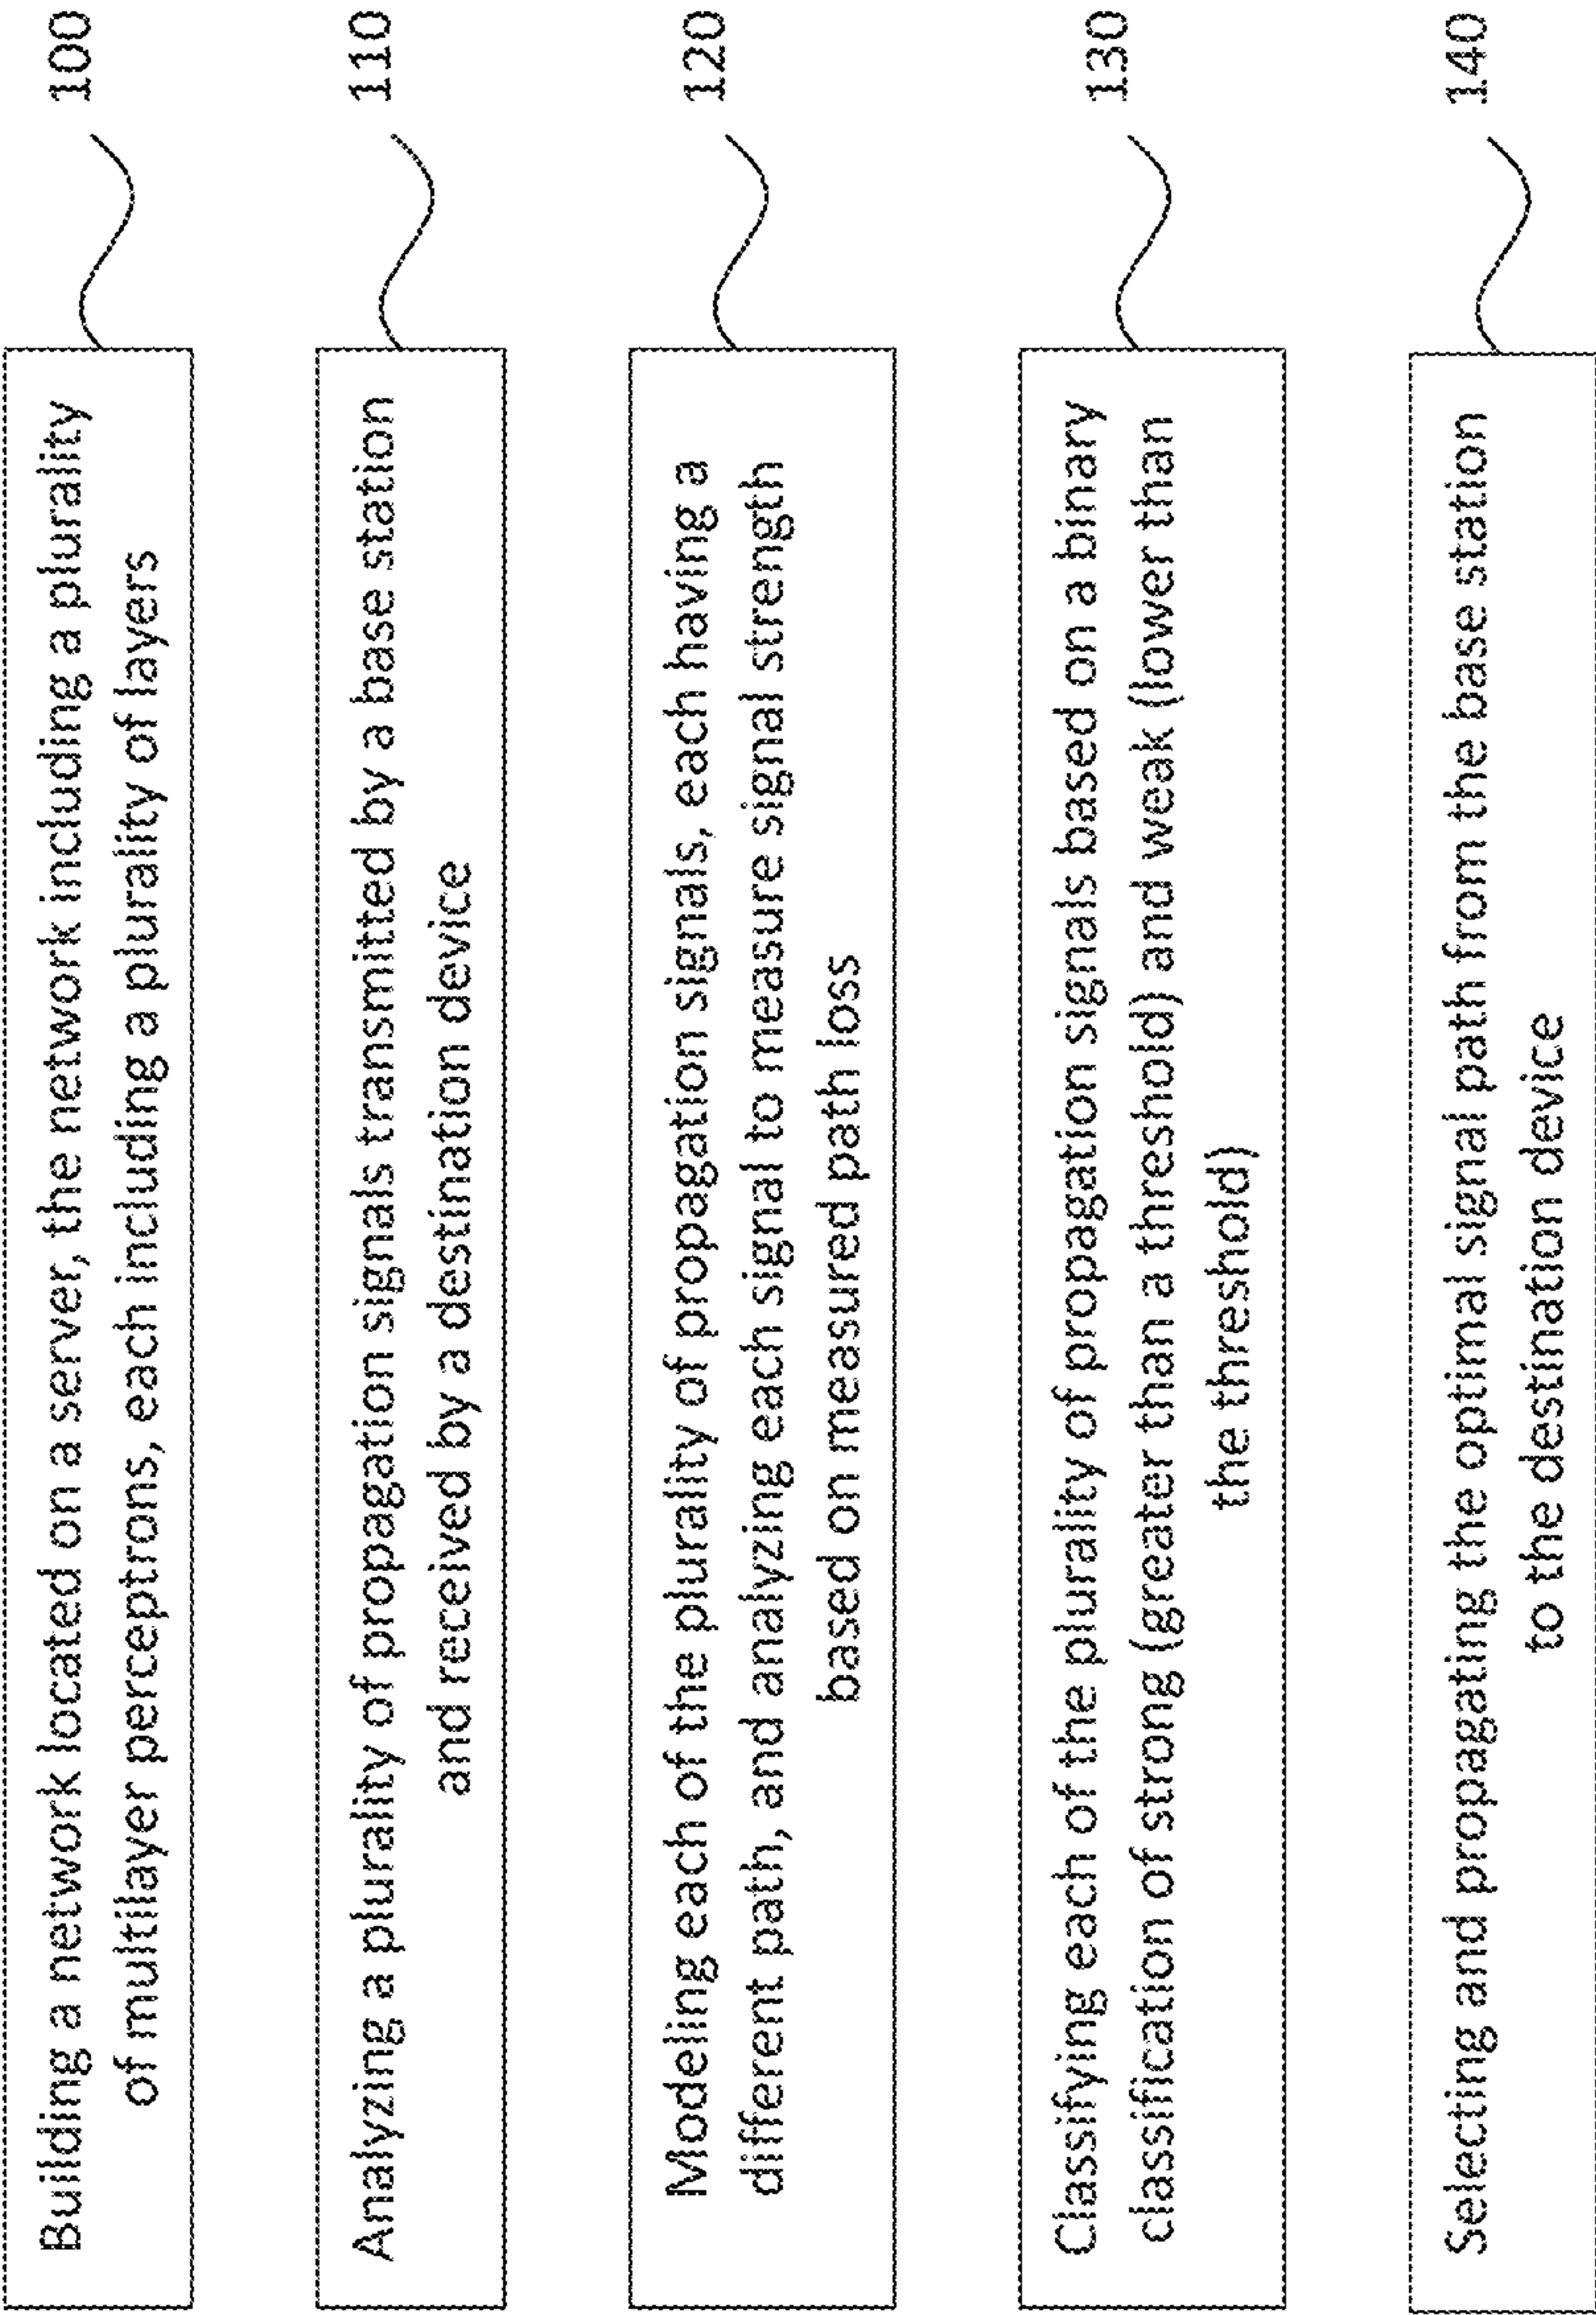 Building a network located on a server, the network including a plurality
of multilayer perceptrons, each including a plurality of layers
100
Analyzing a plurality of propagation signals transmitted by a base station
and received by a destination device
110
Modeling each of the plurality of propagation signals, each having a
different path, and analyzing each signal to measure signal strength
based on measured path loss
120
Classifying each of the plurality of propagation signals based on a binary
classification of strong (greater than a threshold) and weak (lower than
the threshold)
130
Selecting and propagating the optimal signal path from the base station
to the destination device
140